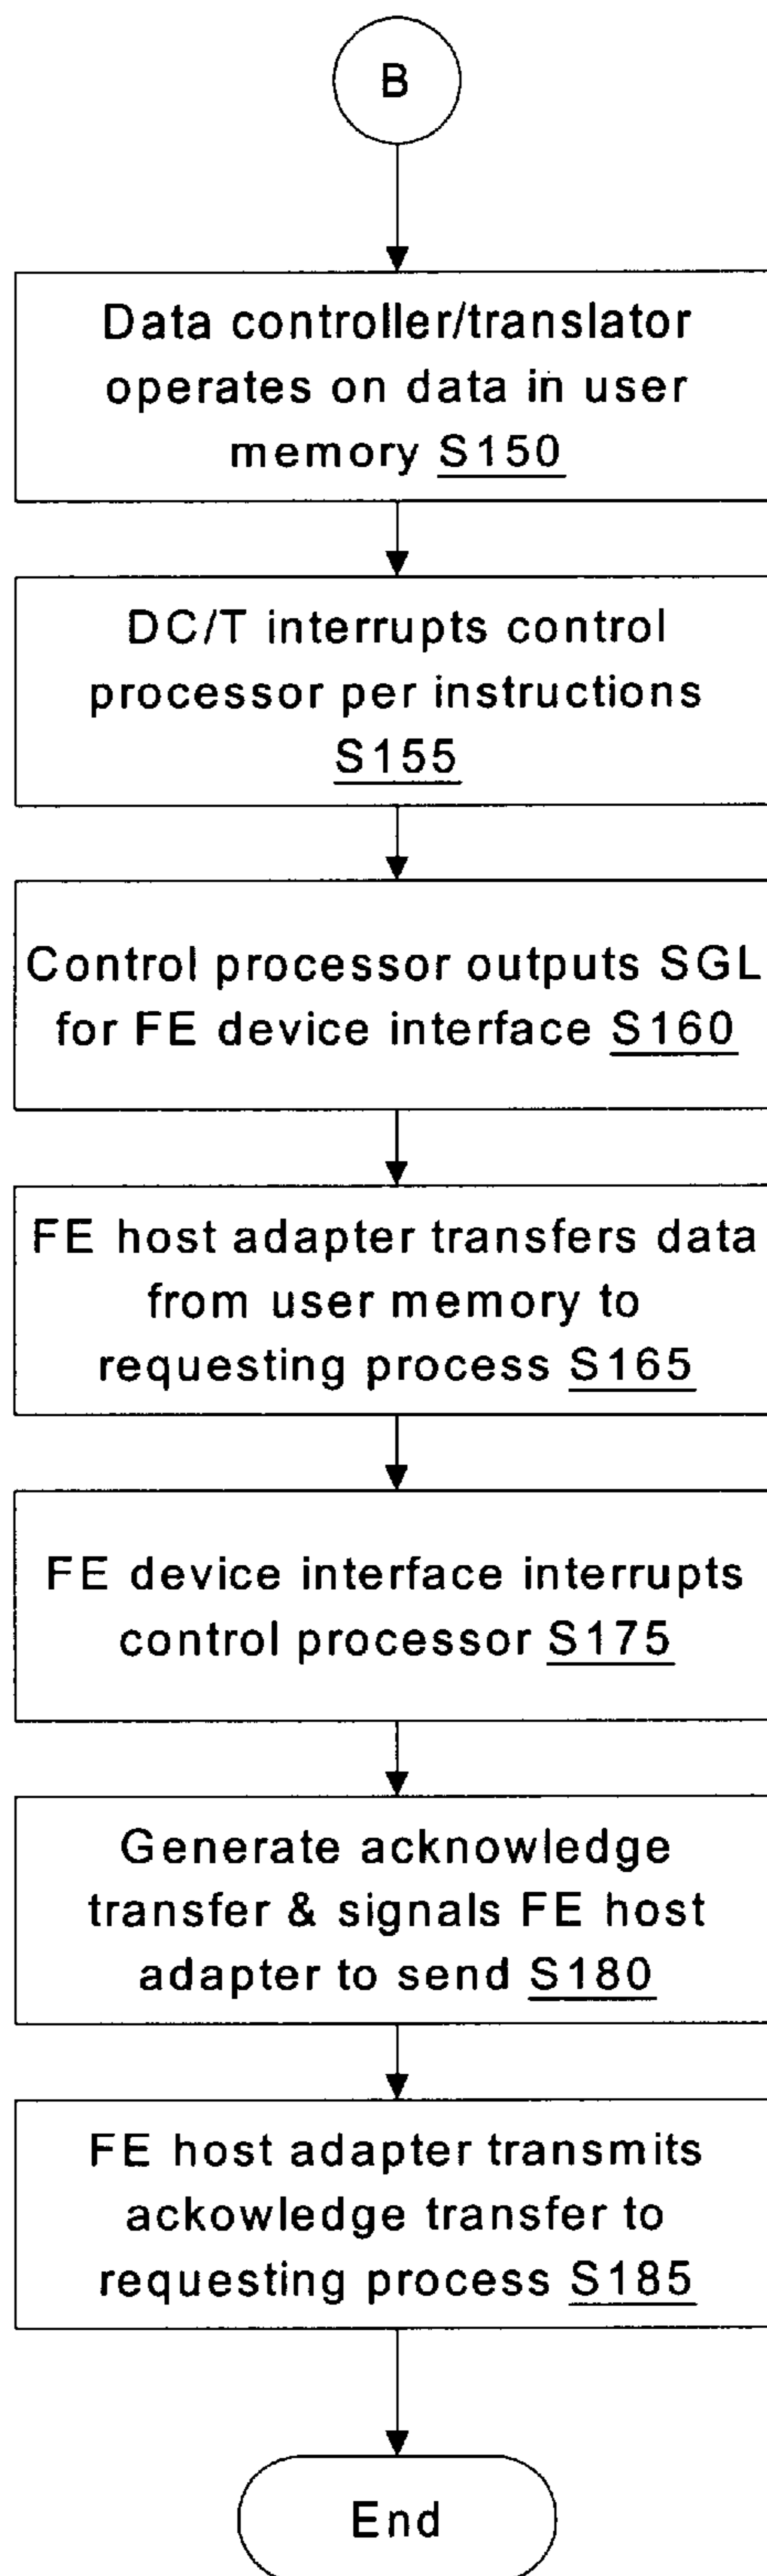 B
Data controller/translator
operates on data in user
memory S150
DC/T interrupts control
processor per instructions
S155
Control processor outputs SGL
for FE device interface S160
FE host adapter transfers data
from user memory to
requesting process S165
FE device interface interrupts
control processor S175
Generate acknowledge
transfer & signals FE host
adapter to send S180
FE host adapter transmits
ackowledge transfer to
requesting process S185
End